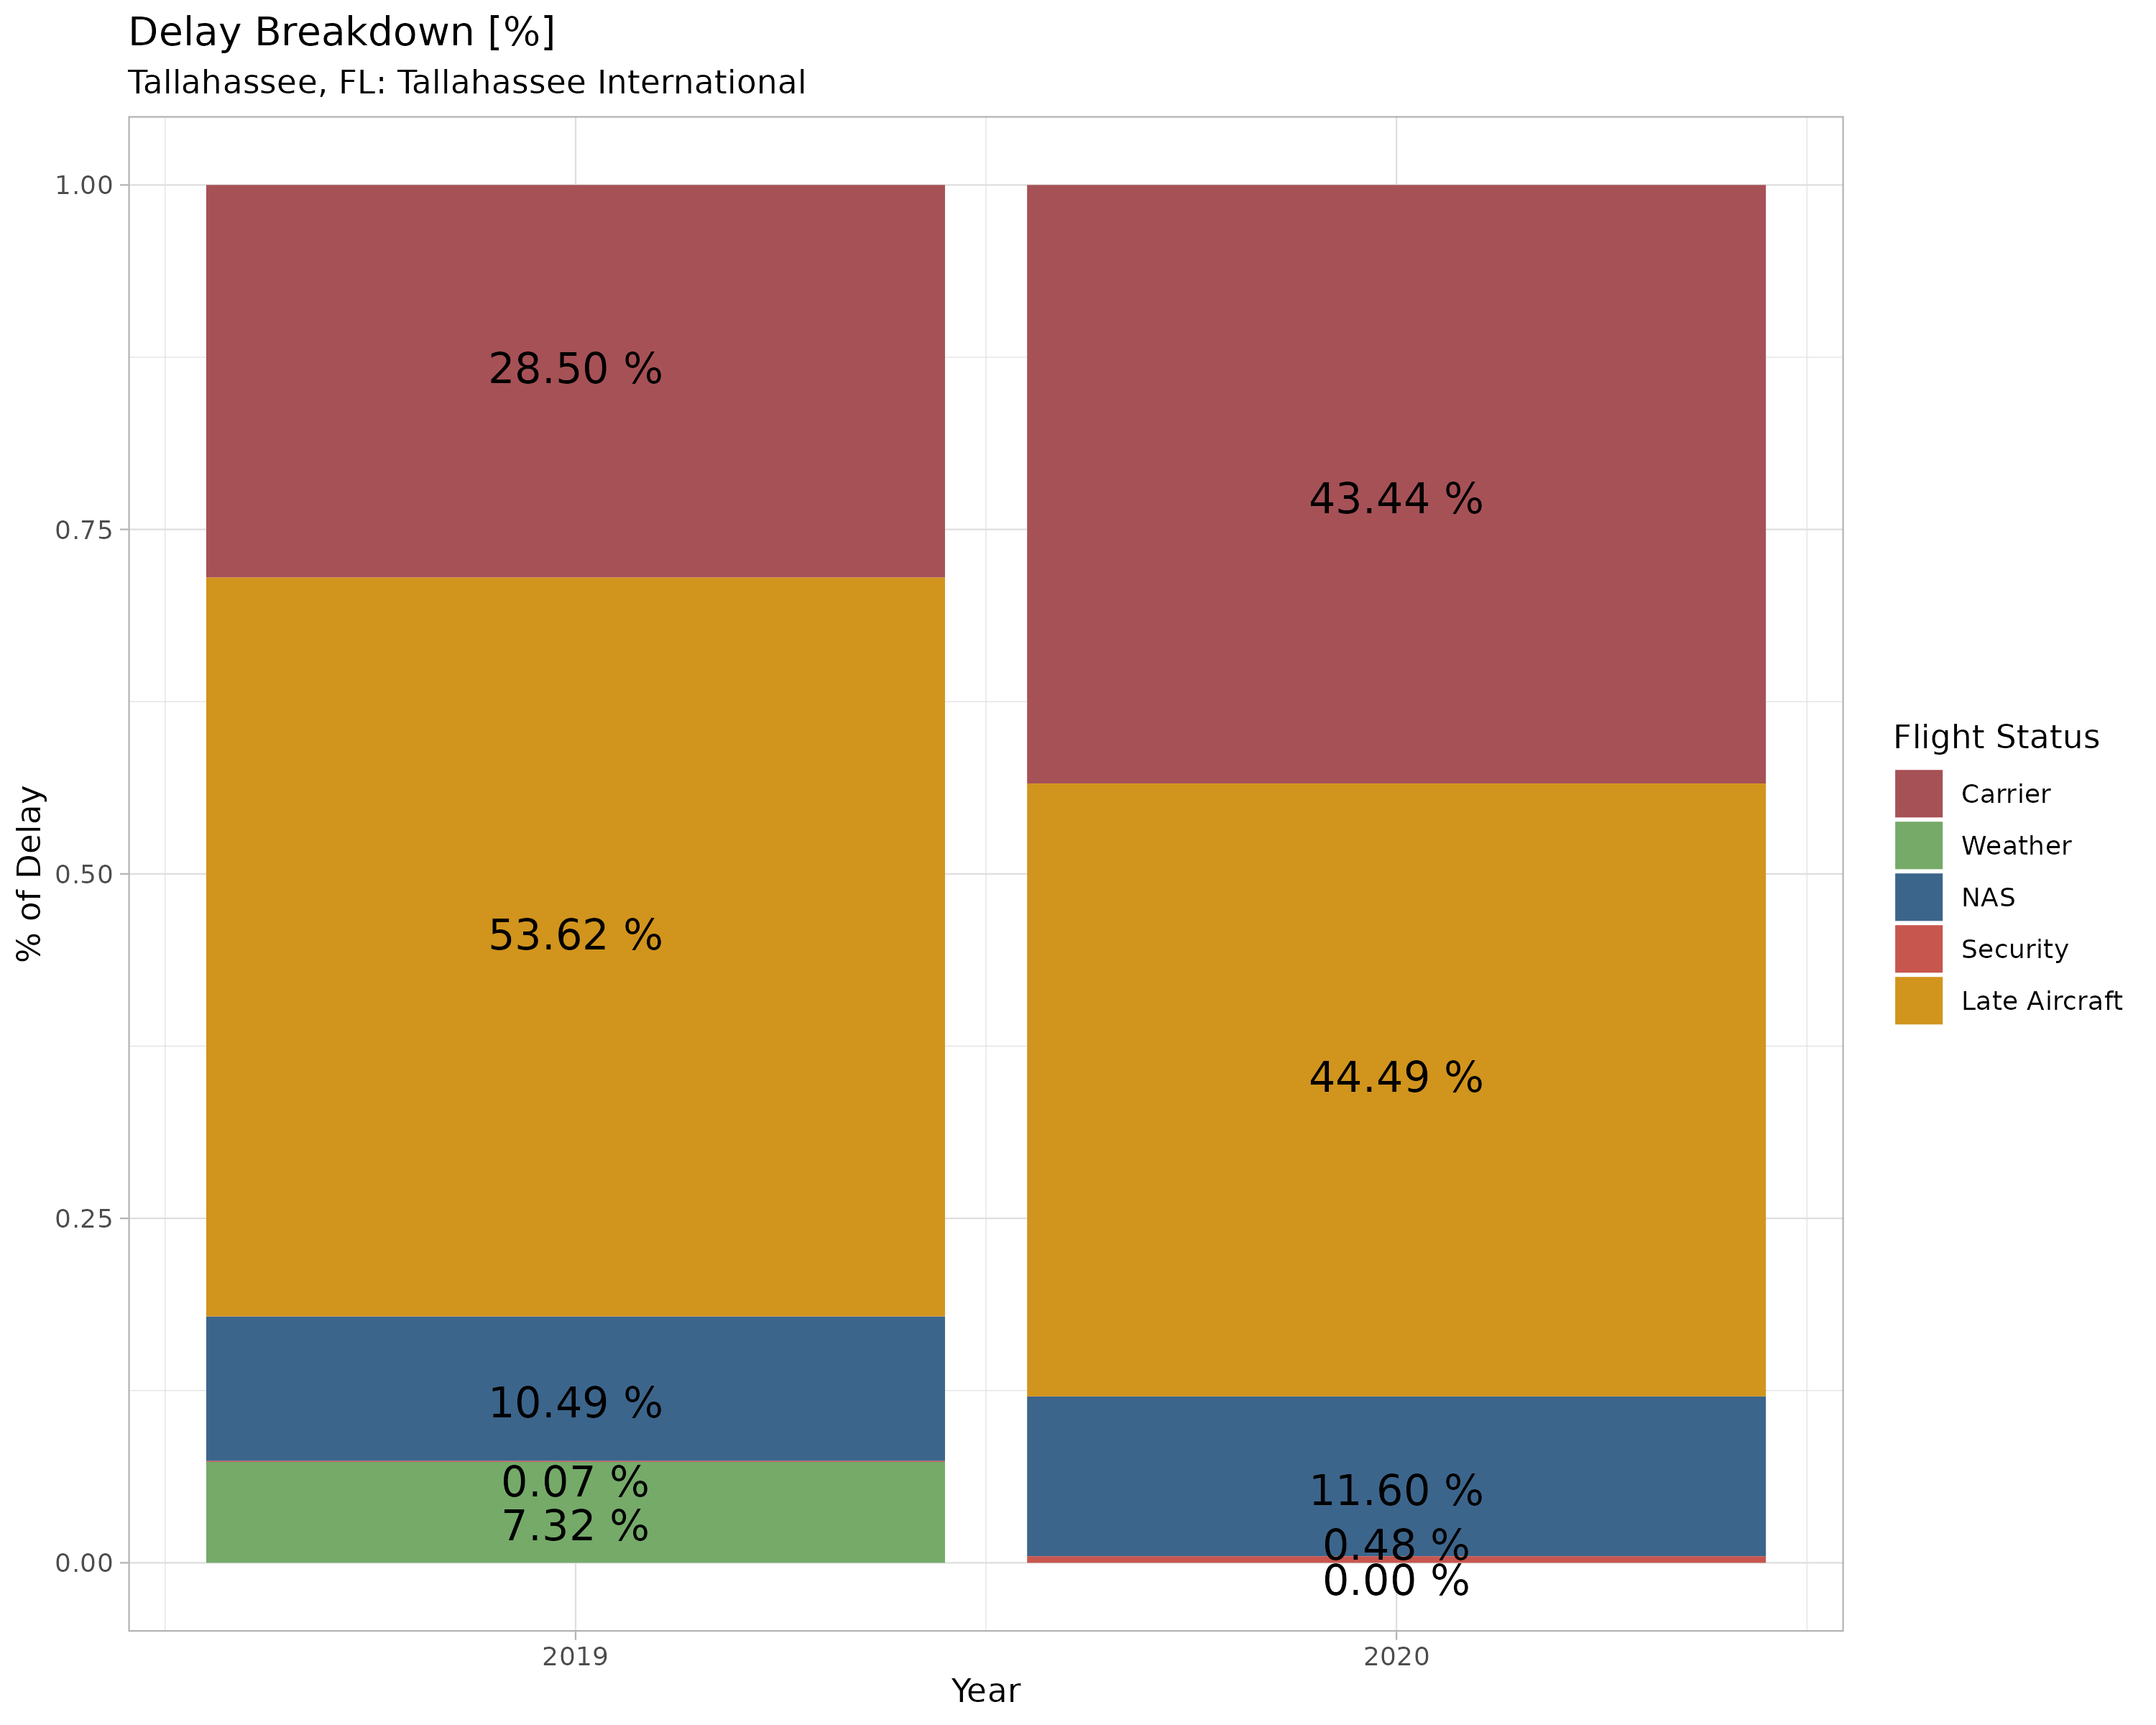 Delay Breakdown [%]
Tallahassee, FL: Tallahassee International
% of Delay
1.00
0.75
0.50
0.25
0.00
28.50 %
53.62 %
10.49 %
0.07 %
7.32 %
43.44 %
44.49 %
11.60 %
0.48 %
0.00 %
2019
2020
Year
Flight Status
Carrier
Weather
NAS
Security
Late Aircraft